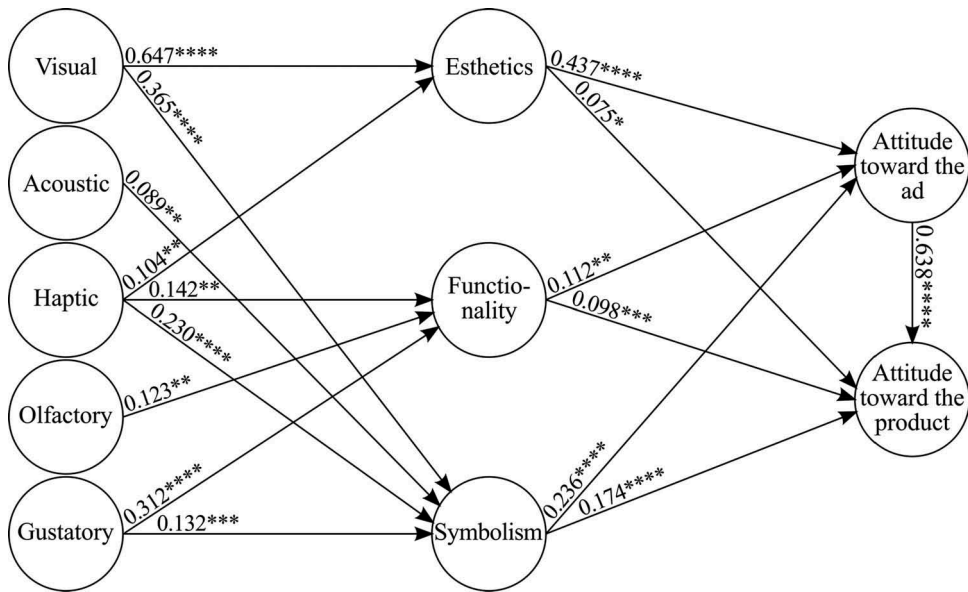 Visual
0.647****
0.365****
Esthetics
0.437****
0.075*
Attitude
toward the
ad
Acoustic
0.089**
Haptic
0.104**
0.142**
0.230****
Functio-
nality
0.112**
0.098***
0.638****
Olfactory
0.123**
Attitude
toward the
product
Gustatory
0.312****
0.132***
Symbolism
0.236****
0.174****